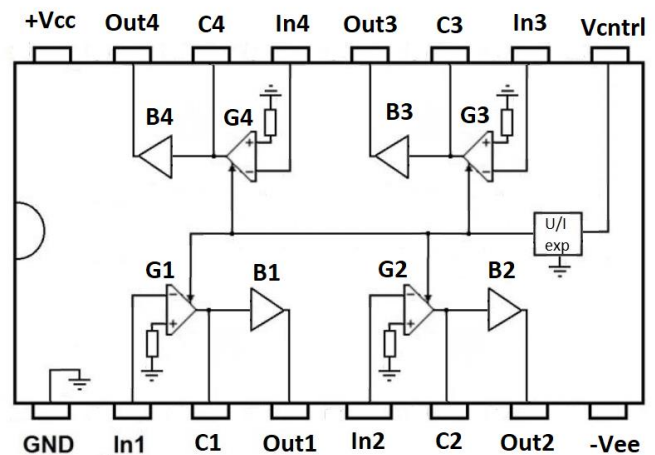 +Vcc Out4 C4 In4 Out3 C3 In3 Vcntrl
B4 G4 + − B3 G3 + −
U/I
exp
G1 − + B1 G2 − + B2
GND In1 C1 Out1 In2 C2 Out2 -Vee